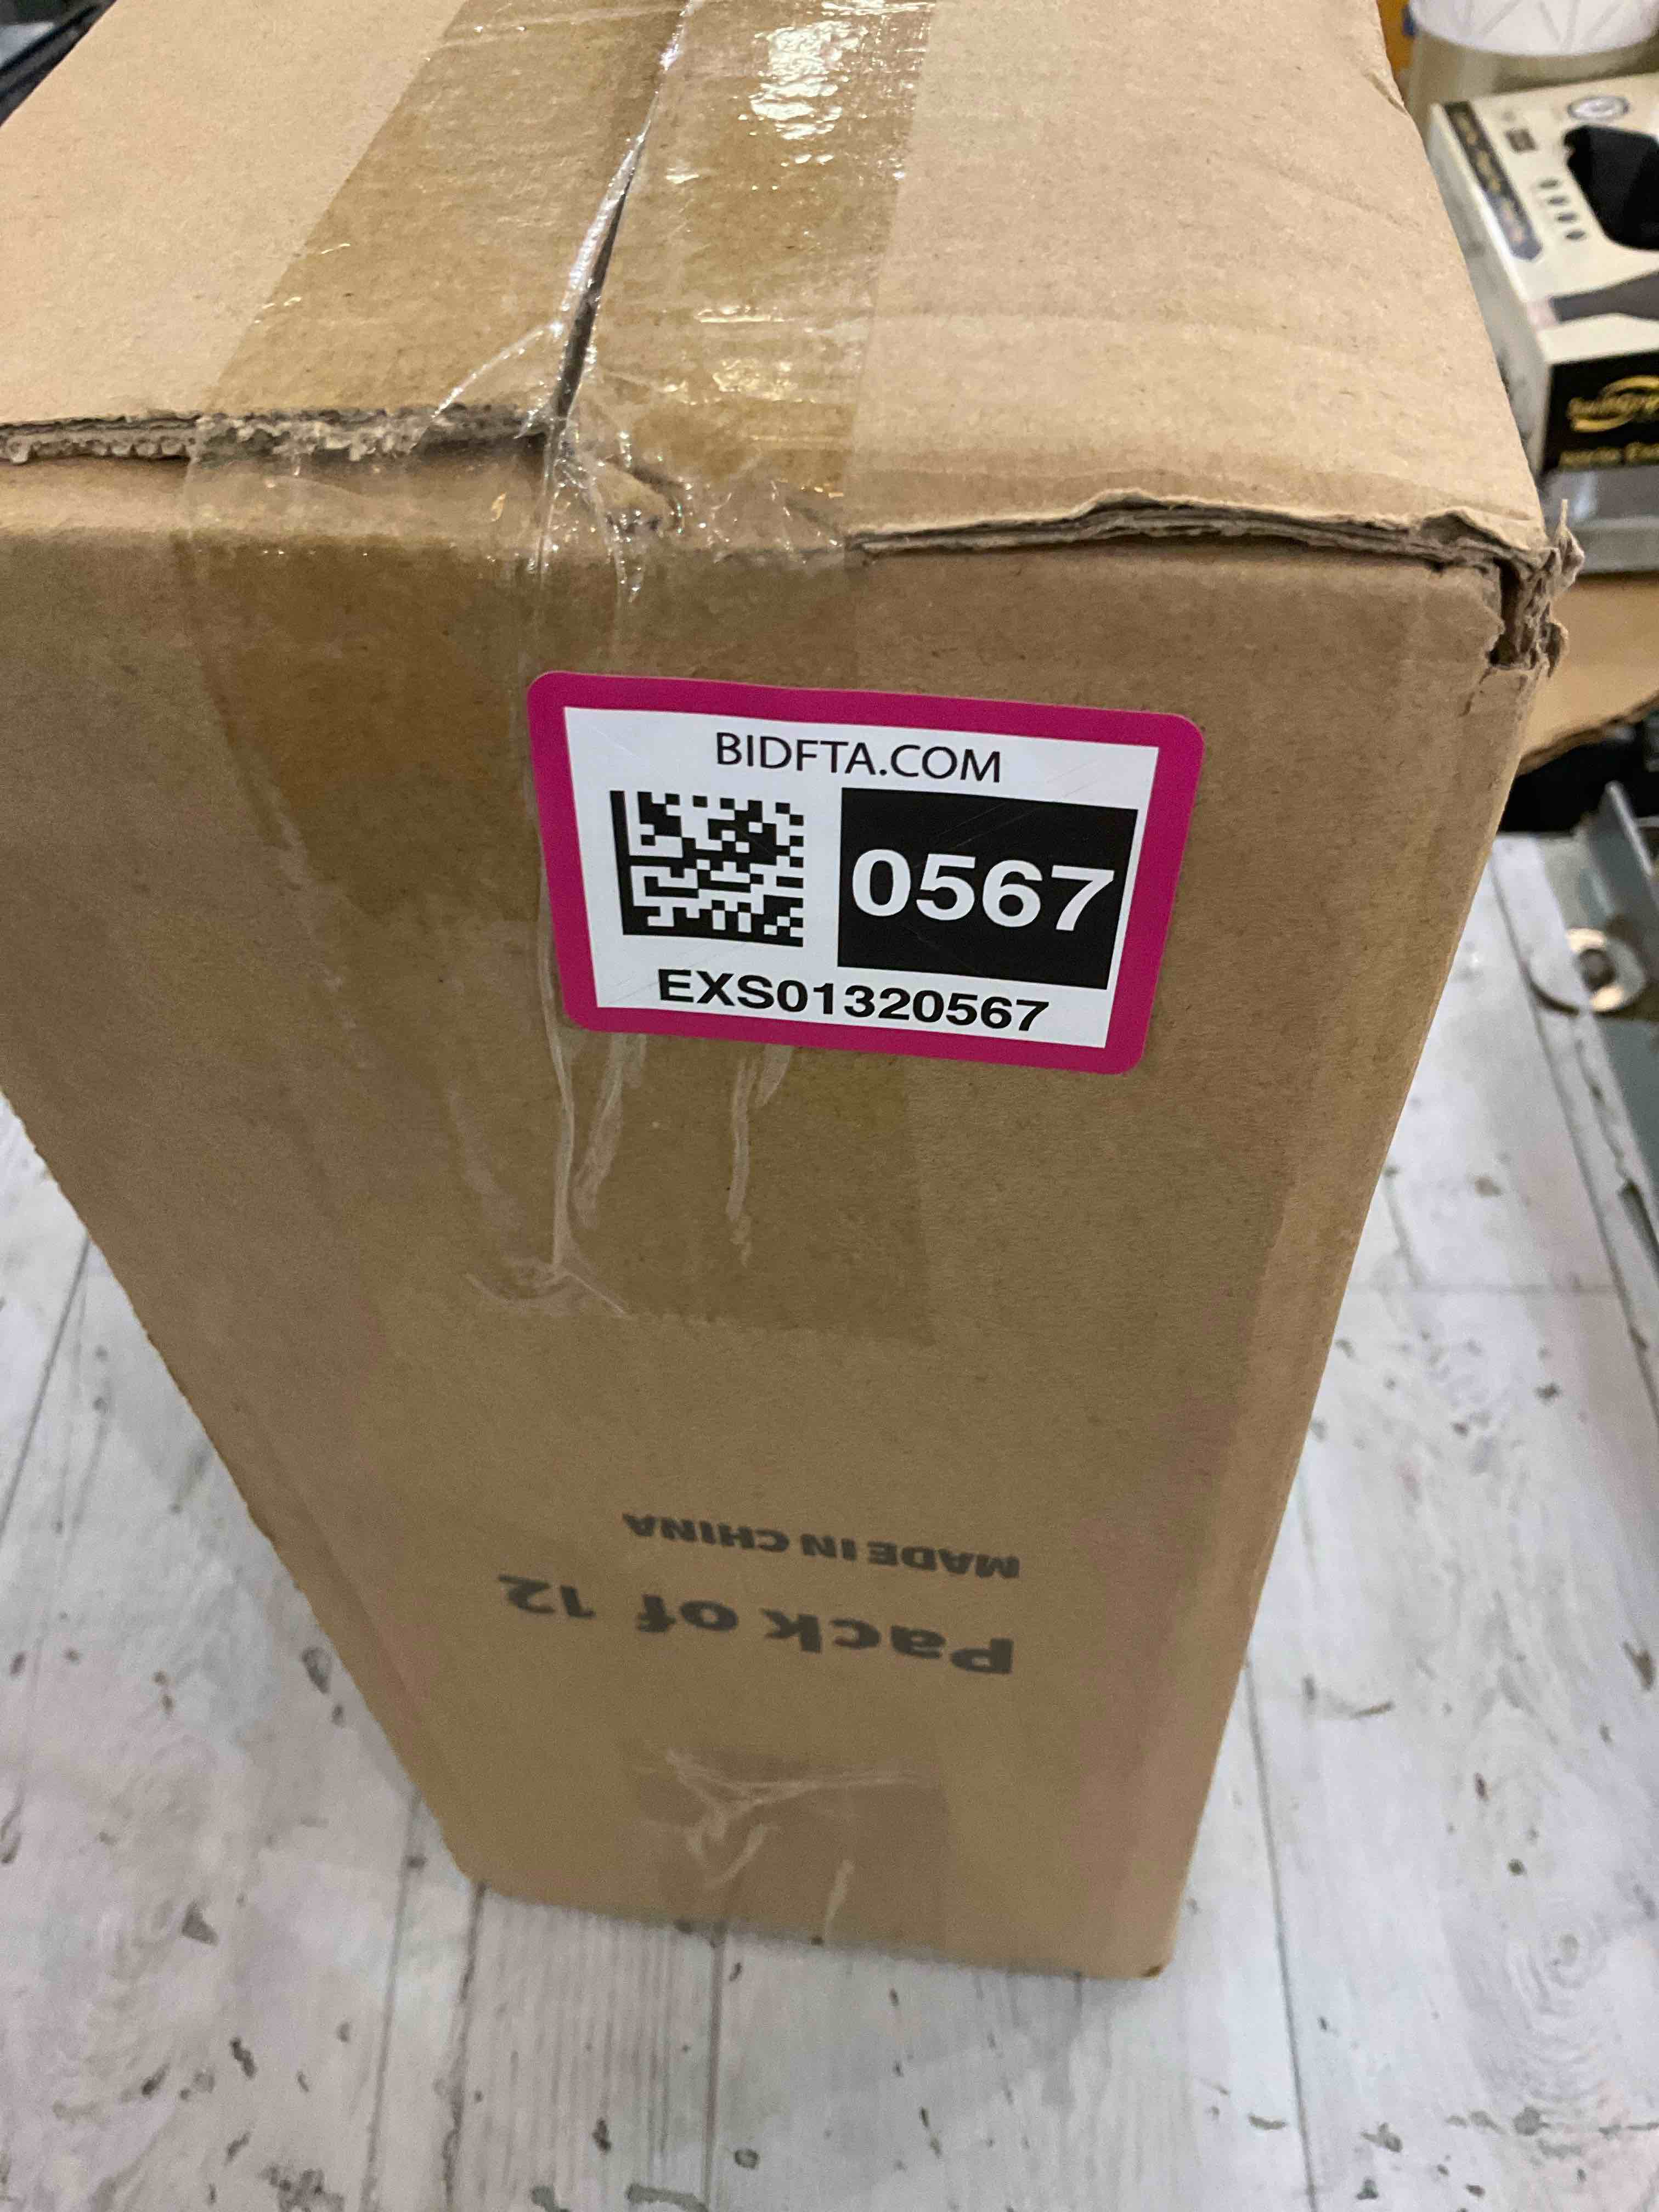 BIDFTA.COM
0567
EXS01320567
MADE IN CHINA
Pack of 12